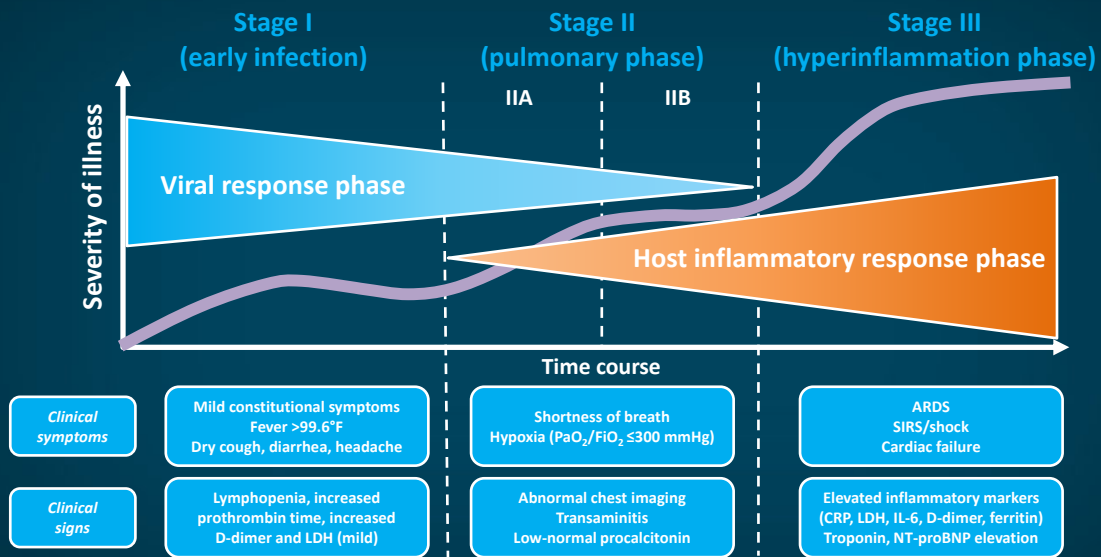 Stage I
(early infection)
Stage II
(pulmonary phase)
Stage III
(hyperinflammation phase)
IIA
IIB
Severity of illness
Viral response phase
Host inflammatory response phase
Time course
Clinical
symptoms
Mild constitutional symptoms
Fever >99.6°F
Dry cough, diarrhea, headache
Shortness of breath
Hypoxia (PaO₂/FiO₂ ≤300 mmHg)
ARDS
SIRS/shock
Cardiac failure
Clinical
signs
Lymphopenia, increased
prothrombin time, increased
D-dimer and LDH (mild)
Abnormal chest imaging
Transaminitis
Low-normal procalcitonin
Elevated inflammatory markers
(CRP, LDH, IL-6, D-dimer, ferritin)
Troponin, NT-proBNP elevation